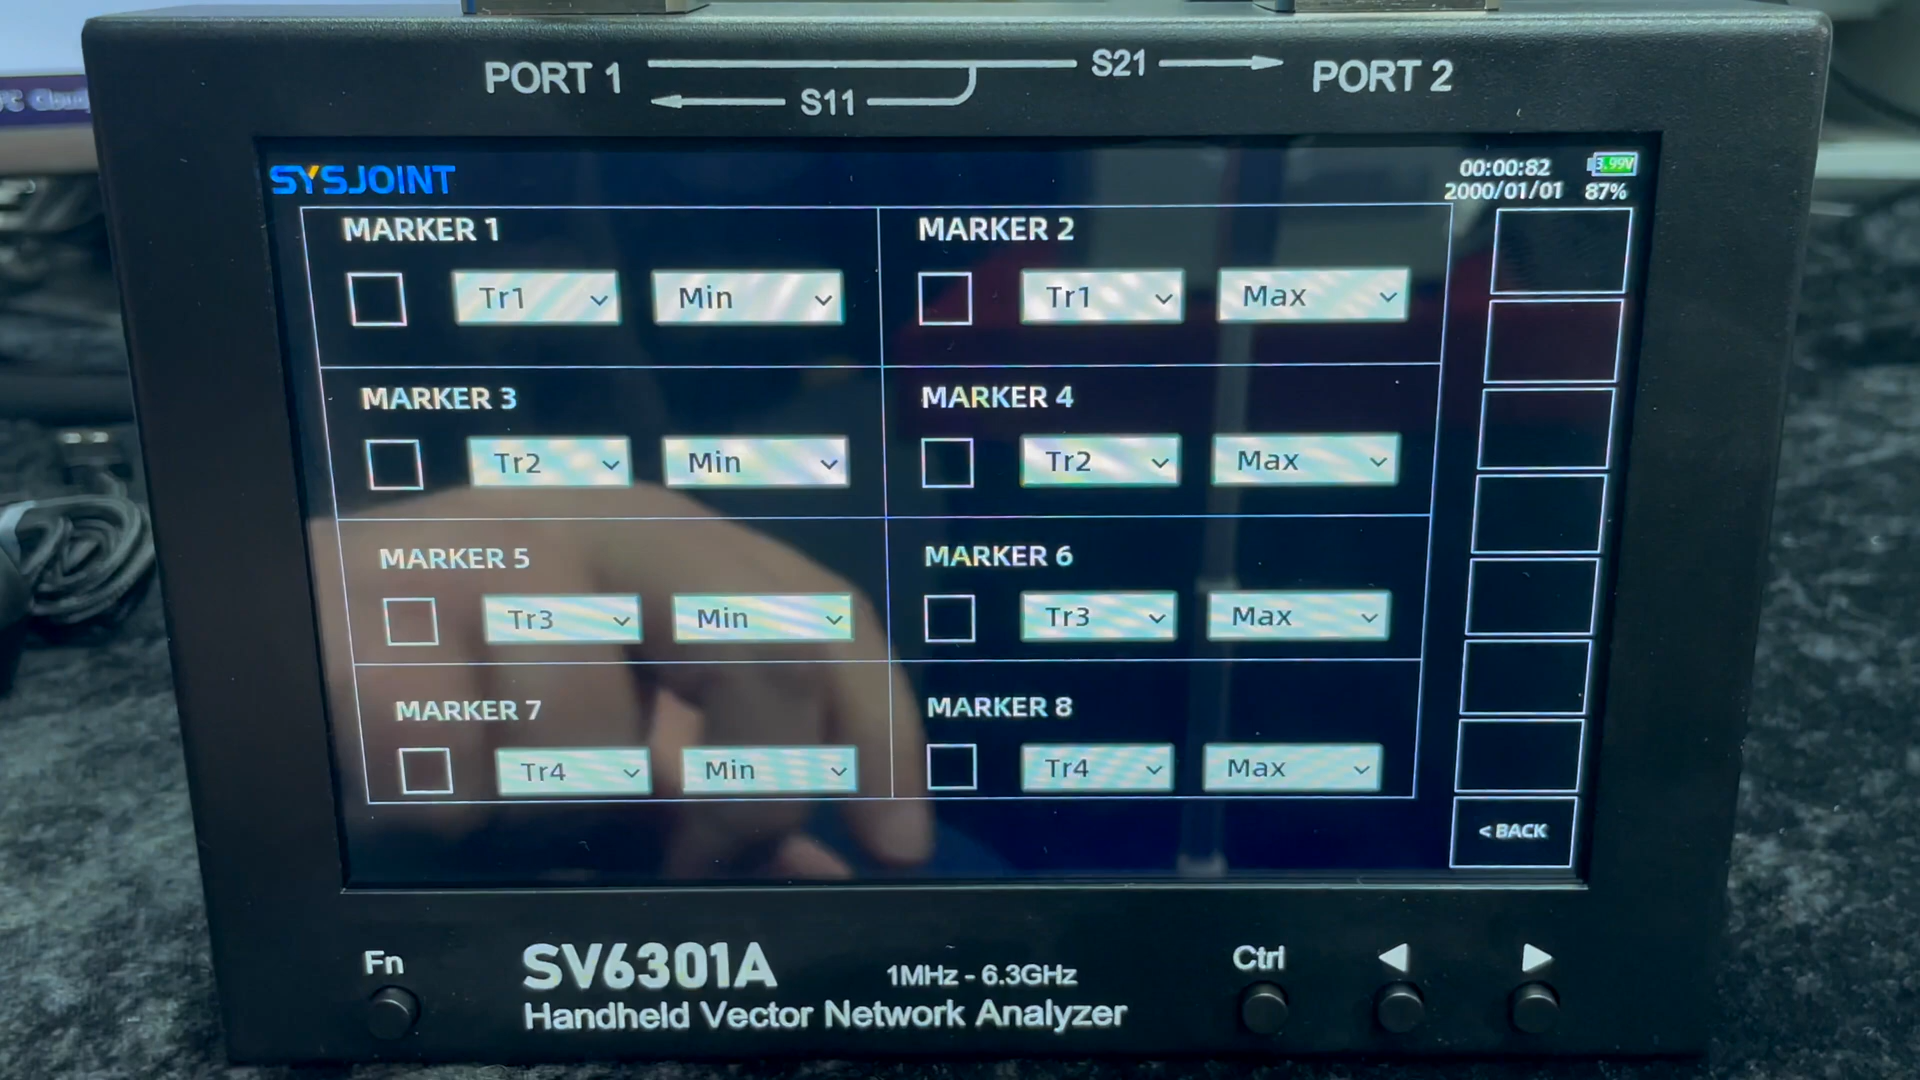 PORT 1
S11
S21
PORT 2
SYSJOINT
00:00:82
2000/01/01
3.99V
87%
MARKER 1
Tr1
Min
MARKER 2
Tr1
Max
MARKER 3
Tr2
Min
MARKER 4
Tr2
Max
MARKER 5
Tr3
Min
MARKER 6
Tr3
Max
MARKER 7
Tr4
Min
MARKER 8
Tr4
Max
< BACK
Fn
SV6301A
1MHz - 6.3GHz
Handheld Vector Network Analyzer
Ctrl